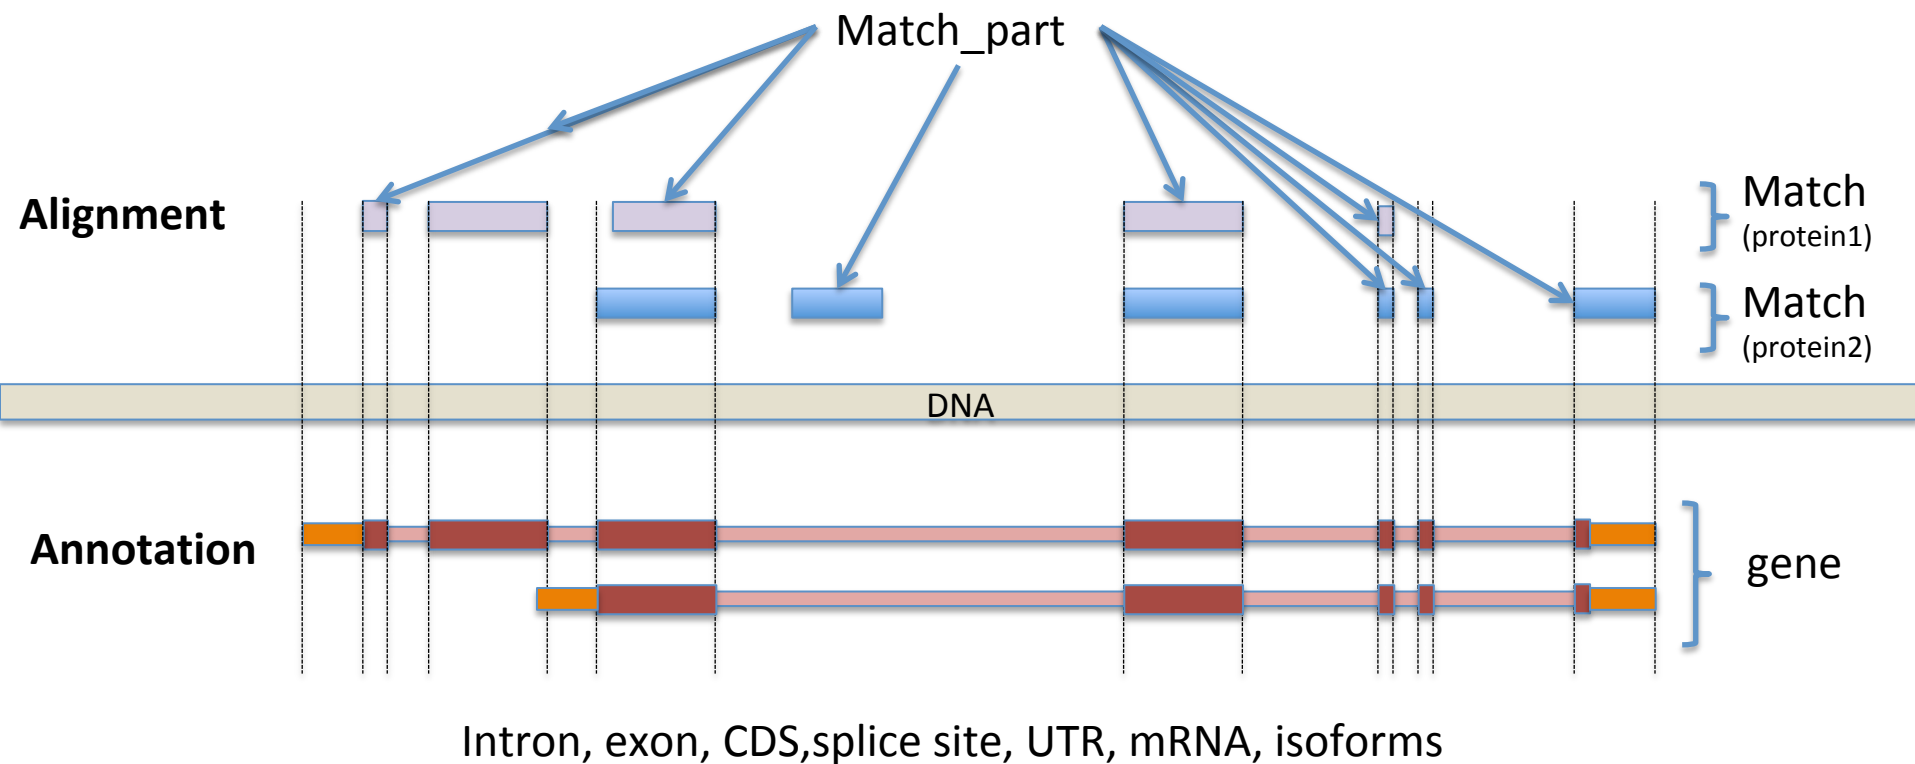 Match_part
Alignment
Match
(protein1)
Match
(protein2)
DNA
Annotation
gene
Intron, exon, CDS,splice site, UTR, mRNA, isoforms